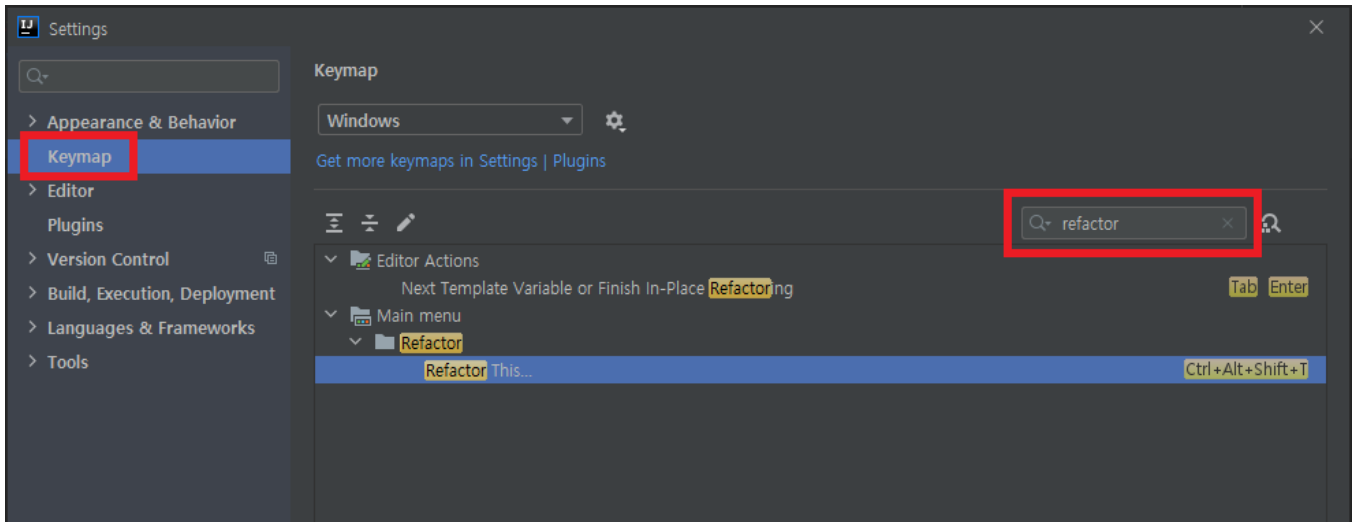 IJ Settings
Keymap
Windows
Get more keymaps in Settings | Plugins
Appearance & Behavior
Keymap
Editor
Plugins
Version Control
Build, Execution, Deployment
Languages & Frameworks
Tools
refactor
Editor Actions
Next Template Variable or Finish In-Place Refactoring Tab Enter
Main menu
Refactor
Refactor This... Ctrl+Alt+Shift+T